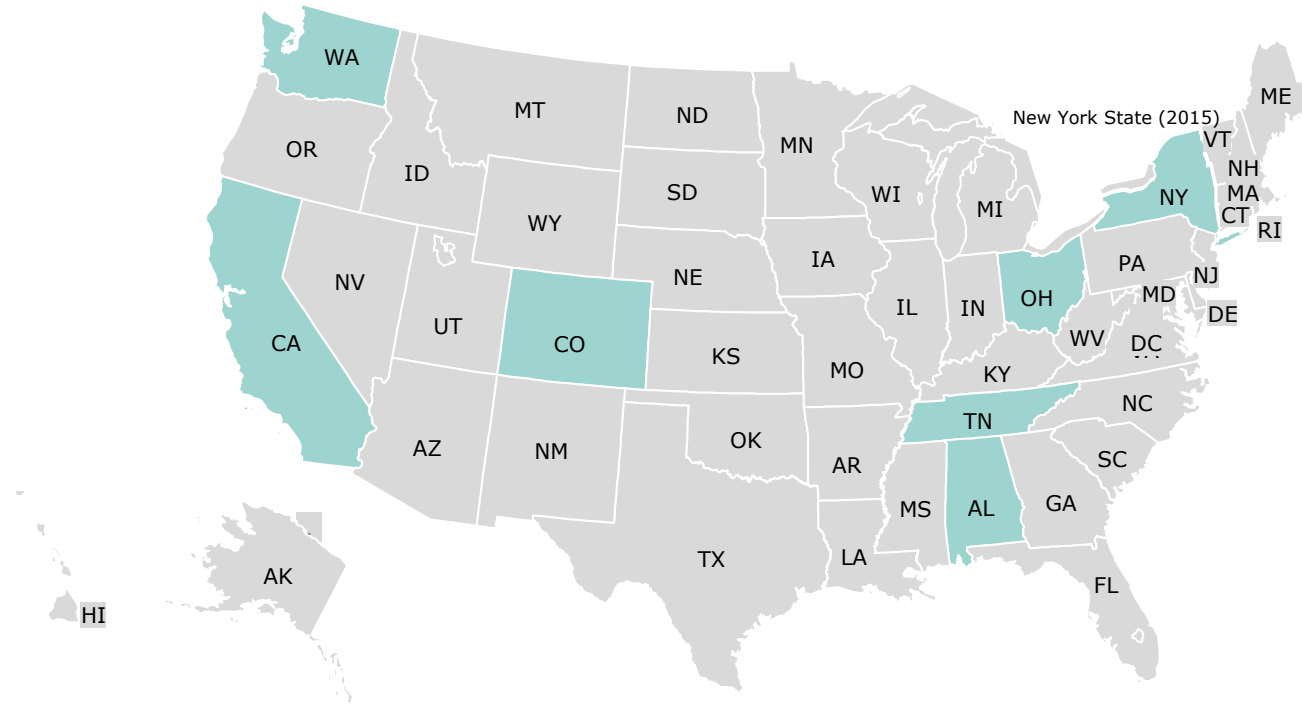 WA
MT
ND
MN
New York State (2015)
ME
VT
OR
ID
SD
WI
MI
NY
NH
MA
CT
RI
WY
IA
PA
NJ
NE
NV
IL
IN
OH
MD
DE
UT
CO
KS
MO
WV
DC
CA
KY
NC
TN
AZ
NM
OK
AR
SC
MS
AL
GA
TX
LA
FL
AK
HI